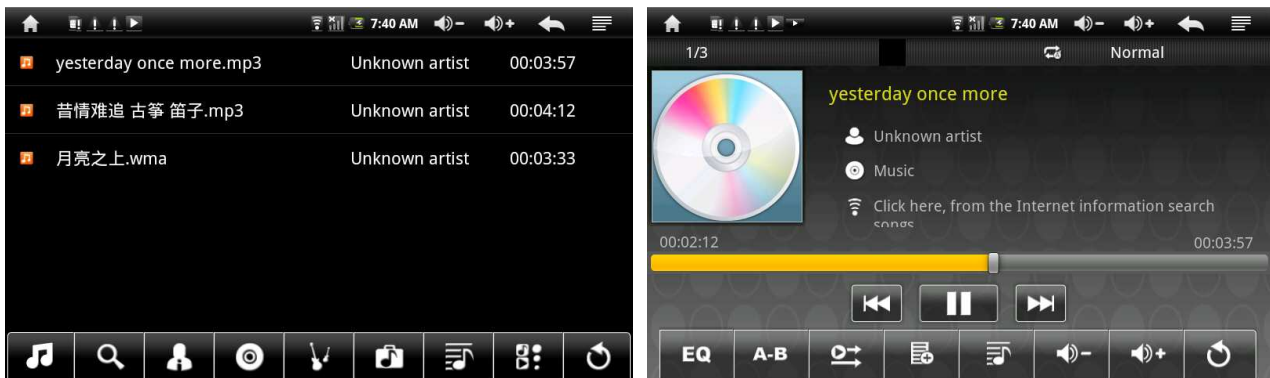 7:40 AM
yesterday once more.mp3 Unknown artist 00:03:57
昔情难追 古筝 笛子.mp3 Unknown artist 00:04:12
月亮之上.wma Unknown artist 00:03:33
7:40 AM
1/3 Normal
yesterday once more
Unknown artist
Music
Click here, from the Internet information search
songs
00:02:12 00:03:57
EQ A-B